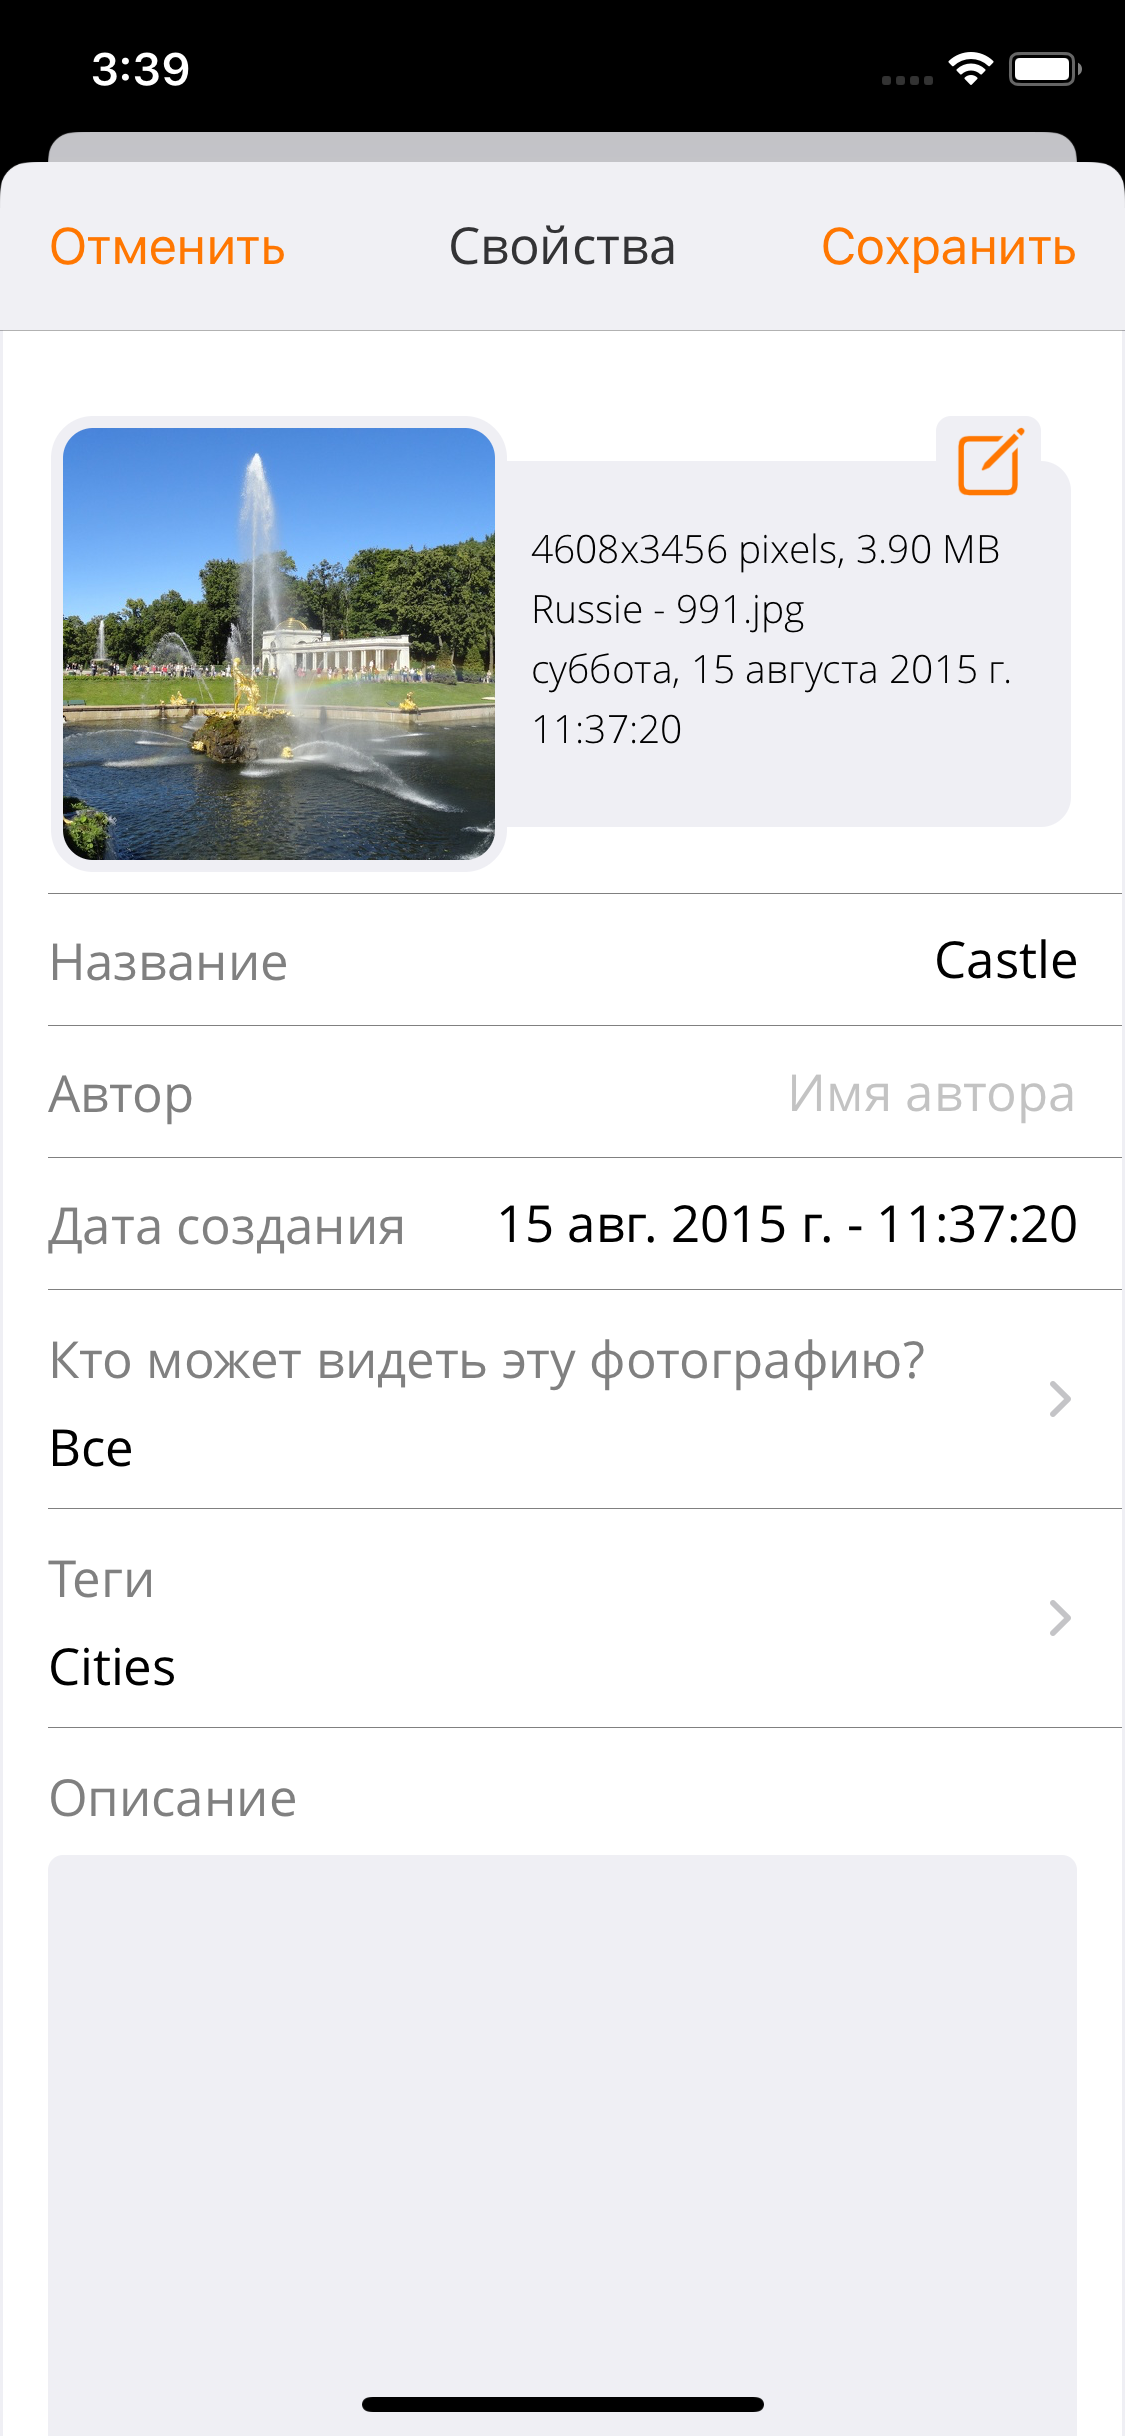 3:39
Отменить
Свойства
Сохранить
4608x3456 pixels, 3.90 MB
Russie - 991.jpg
суббота, 15 августа 2015 г.
11:37:20
Название
Castle
Автор
Имя автора
Дата создания
15 авг. 2015 г. - 11:37:20
Кто может видеть эту фотографию?
Все
Теги
Cities
Описание